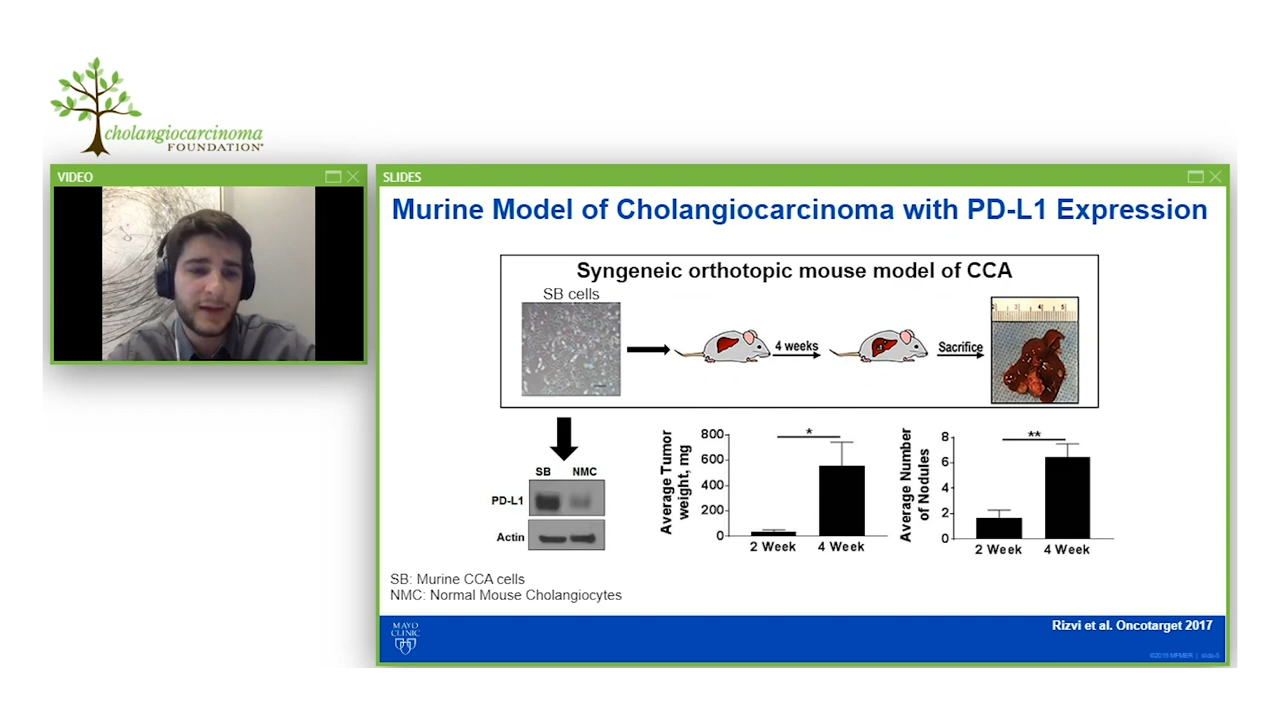 cholangiocarcinoma
FOUNDATION
VIDEO
SLIDES
Murine Model of Cholangiocarcinoma with PD-L1 Expression
Syngeneic orthotopic mouse model of CCA
SB cells
4 weeks
Sacrifice
SB NMC
PD-L1
Actin
Average Tumor
weight, mg
800
600
400
200
0
*
2 Week 4 Week
Average Number
of Nodules
8
6
4
2
0
**
2 Week 4 Week
SB: Murine CCA cells
NMC: Normal Mouse Cholangiocytes
MAYO
CLINIC
Rizvi et al. Oncotarget 2017